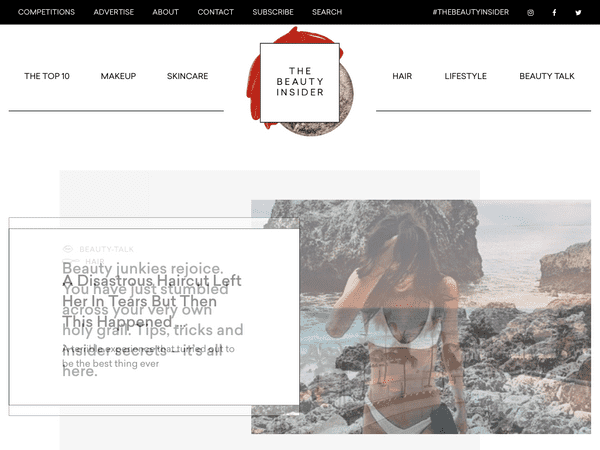 COMPETITIONS ADVERTISE ABOUT CONTACT SUBSCRIBE SEARCH #THEBEAUTYINSIDER
THE TOP 10 MAKEUP SKINCARE
THE
BEAUTY
INSIDER
HAIR LIFESTYLE BEAUTY TALK
BEAUTY-TALK
HAIR
Beauty junkies rejoice.
You have just stumbled
across your very own
holy grail. Tips, tricks and
insider secrets - it's all
here.
A Disastrous Haircut Left
Her In Tears But Then
This Happened...
A terrible experience that turned out to
be the best thing ever